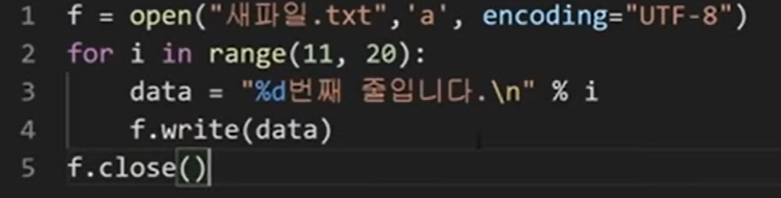 1 f = open("새파일.txt",'a', encoding="UTF-8")
2 for i in range(11, 20):
3     data = "%d번째 줄입니다.\n" % i
4     f.write(data)
5 f.close()